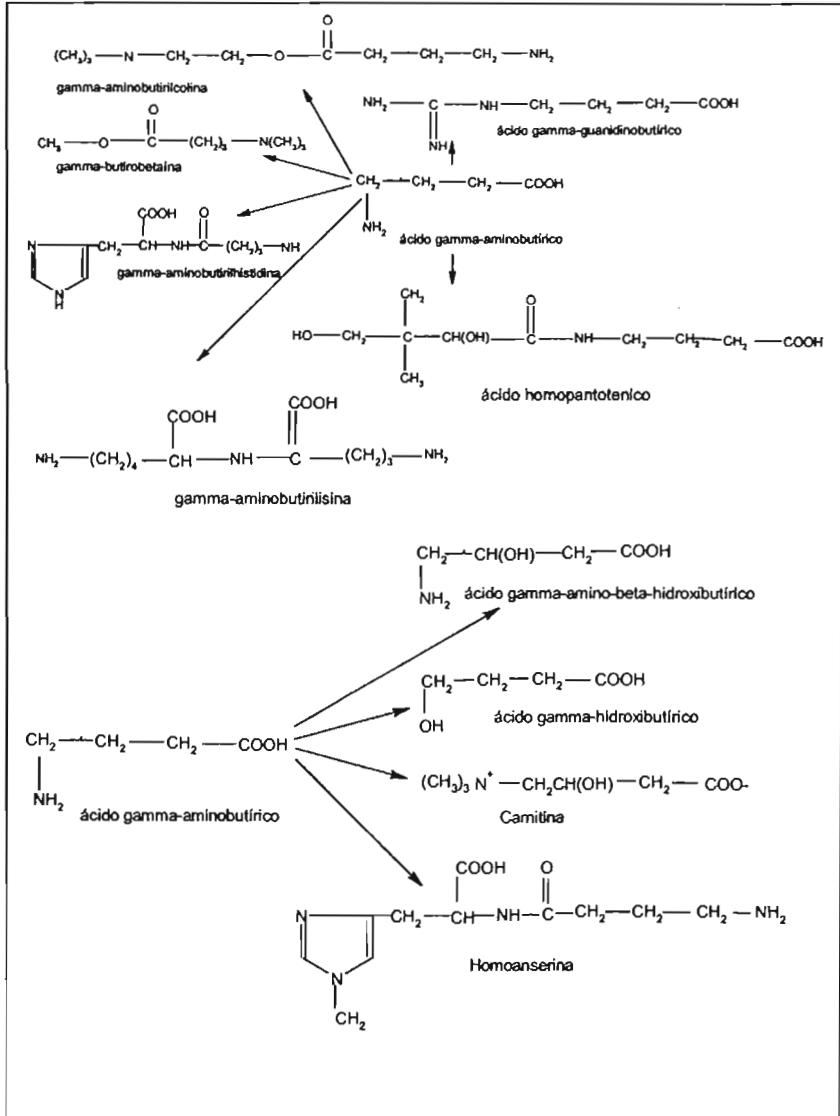 O
(CH₃)₃—N—CH₂—CH₂—O—C—CH₂—CH₂—CH₂—NH₂
gamma-aminobutirilcolina
NH₂—C—NH—CH₂—CH₂—CH₂—COOH
NH
ácido gamma-guanidinobutírico
O
CH₃—O—C—(CH₂)₃—N(CH₃)₃
gamma-butirobetaina
CH₂—CH₂—CH₂—COOH
NH₂
ácido gamma-aminobutírico
COOH O
N CH₂—CH—NH—C—(CH₂)₃—NH
gamma-aminobutirilhistidina
N
H
CH₂ O
HO—CH₂—C—CH(OH)—C—NH—CH₂—CH₂—CH₂—COOH
CH₃
ácido homopantotenico
COOH COOH
NH₂—(CH₂)₄—CH—NH—C—(CH₂)₃—NH₂
gamma-aminobutirilisina
CH₂—CH(OH)—CH₂—COOH
NH₂ ácido gamma-amino-beta-hidroxibutírico
CH₂—CH₂—CH₂—COOH
OH ácido gamma-hidroxibutírico
CH₂—CH₂—CH₂—COOH
NH₂
ácido gamma-aminobutírico
(CH₃)₃ N⁺—CH₂CH(OH)—CH₂—COO-
Carnitina
COOH O
N CH₂—CH—NH—C—CH₂—CH₂—CH₂—NH₂
N
Homoanserina
CH₂